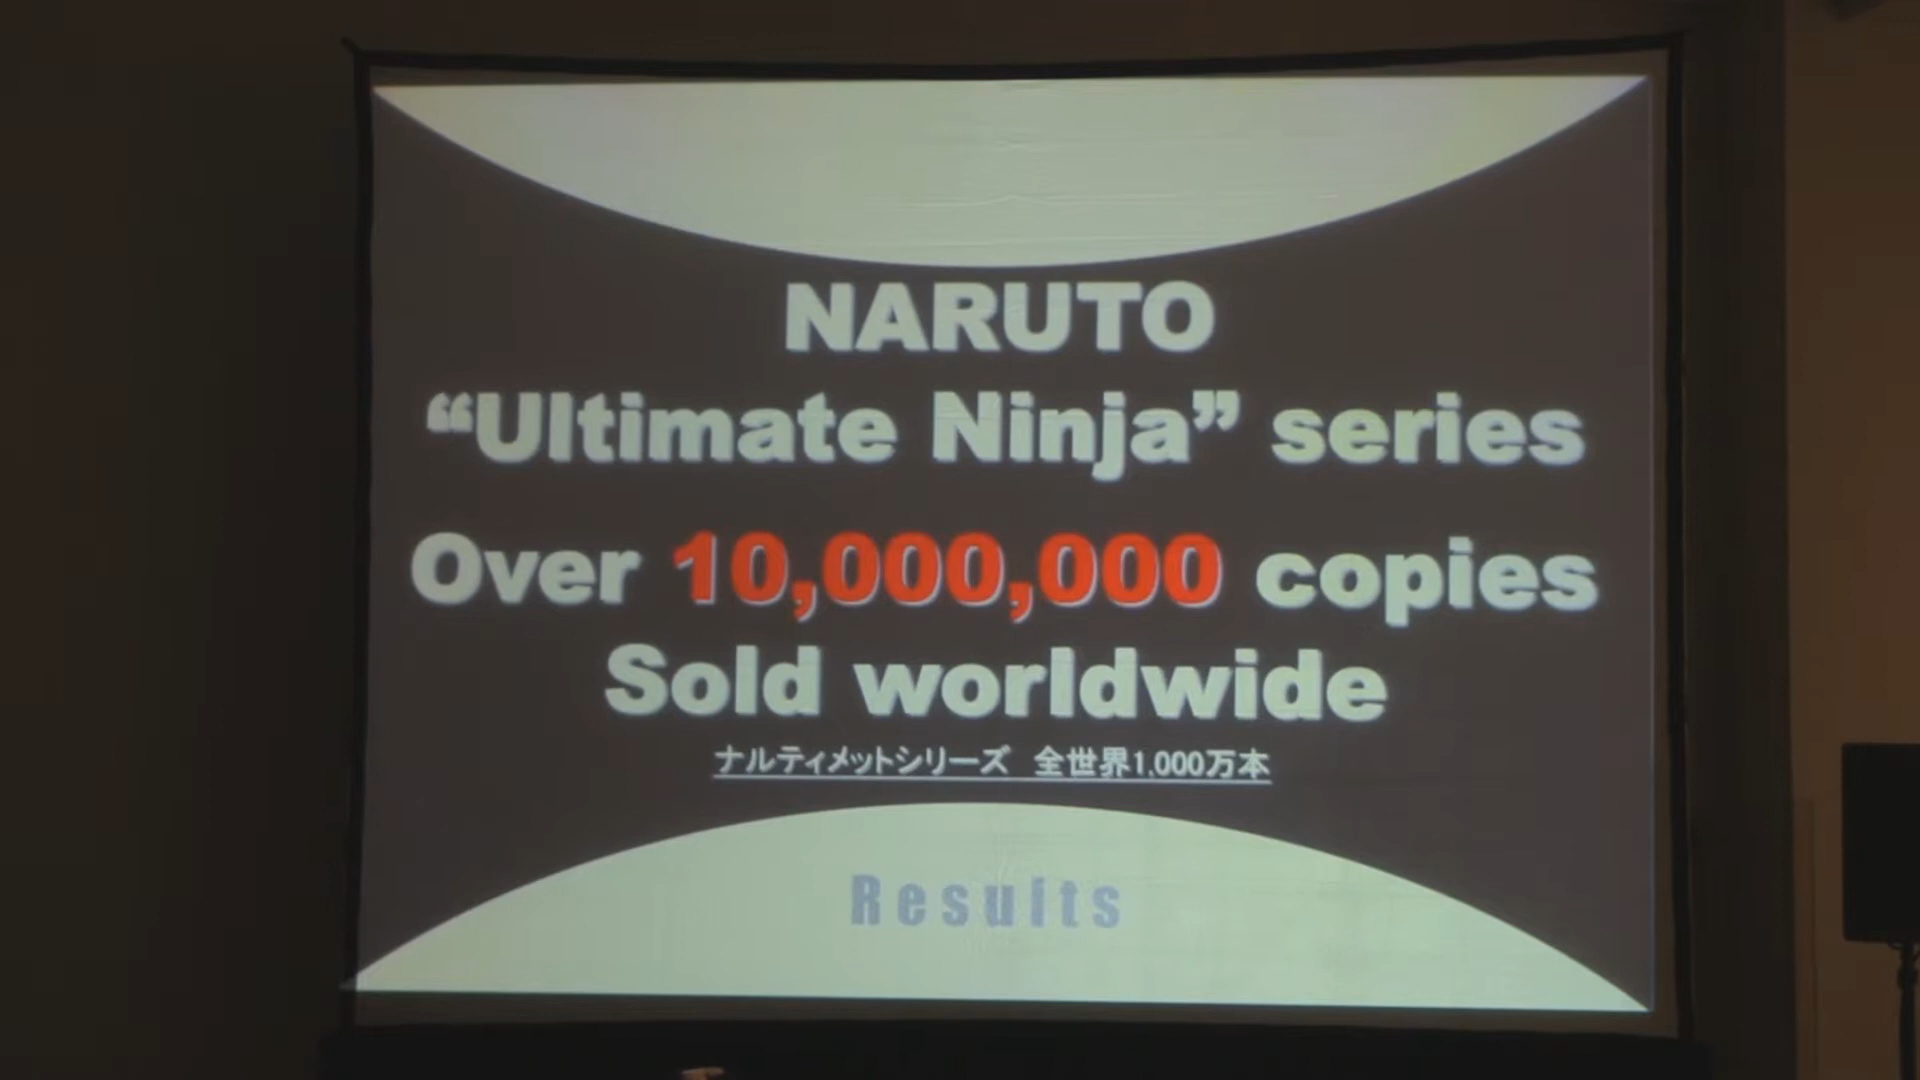 NARUTO
“Ultimate Ninja” series
Over 10,000,000 copies
Sold worldwide
ナルティメットシリーズ 全世界1,000万本
Results